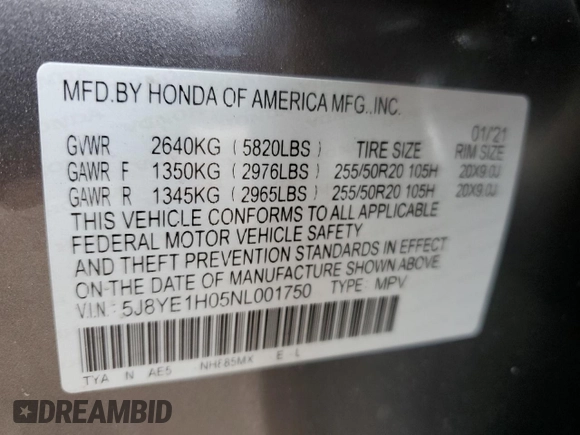 MFD.BY HONDA OF AMERICA MFG.,INC.
01/21
GVWR 2640KG (5820LBS) TIRE SIZE RIM SIZE
GAWR F 1350KG (2976LBS) 255/50R20 105H 20X9.0J
GAWR R 1345KG (2965LBS) 255/50R20 105H 20X9.0J
THIS VEHICLE CONFORMS TO ALL APPLICABLE
FEDERAL MOTOR VEHICLE SAFETY
AND THEFT PREVENTION STANDARDS IN EFFECT
ON THE DATE OF MANUFACTURE SHOWN ABOVE
V.I.N.: 5J8YE1H05NL001750 TYPE: MPV
TYA N AE5 E-L
DREAMBID